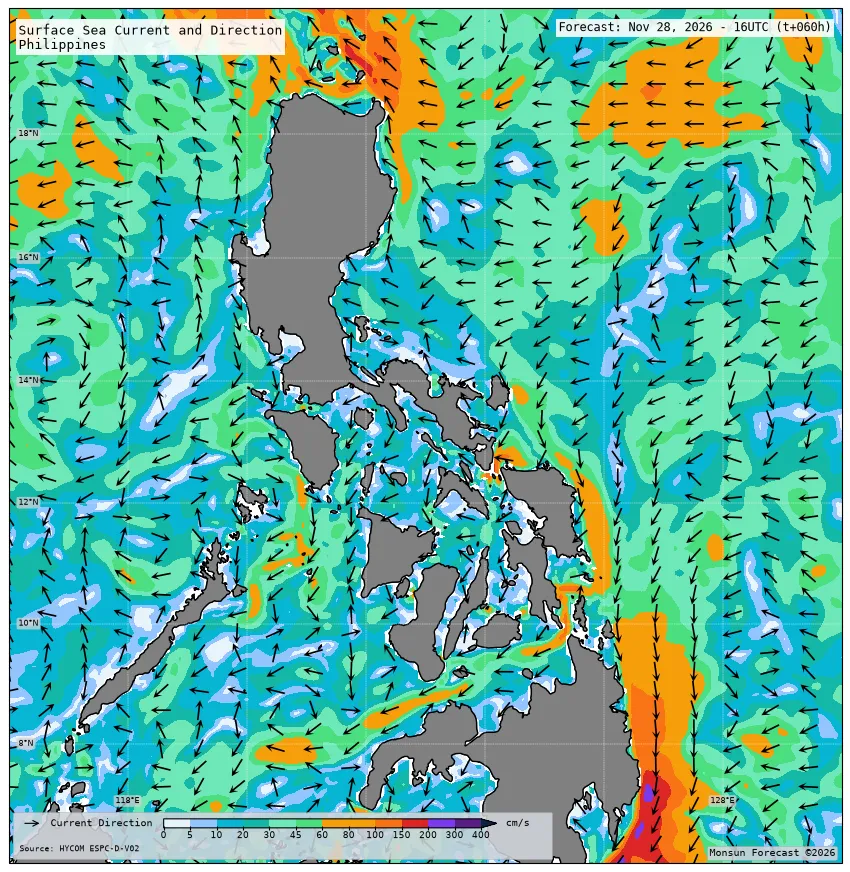 Surface Sea Current and Direction
Philippines
Forecast: Nov 28, 2026 - 16UTC (t+060h)
18°N
16°N
14°N
12°N
10°N
8°N
118°E
128°E
Current Direction
0 5 10 20 30 45 60 80 100 150 200 300 400
cm/s
Source: HYCOM ESPC-D-V02
Monsun Forecast ©2026